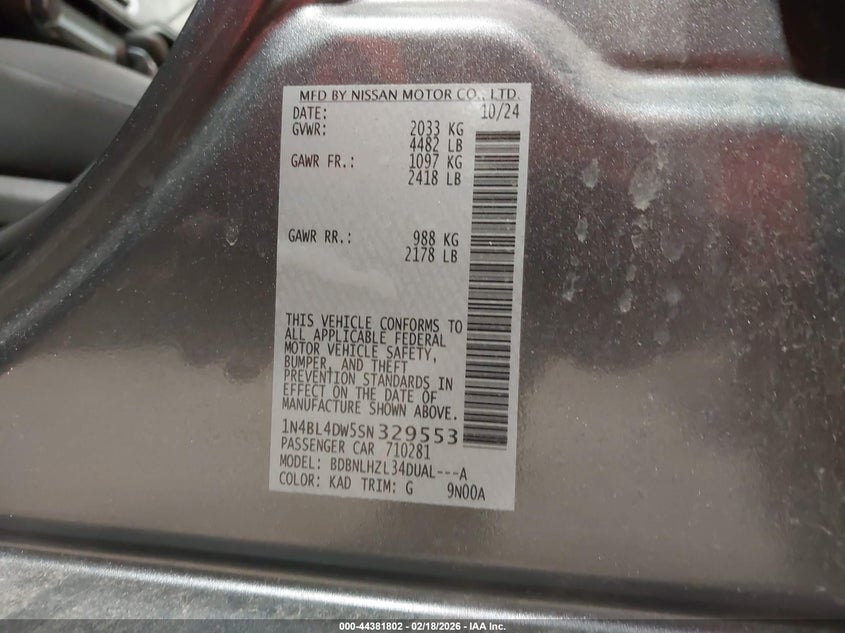 MFD BY NISSAN MOTOR CO., LTD.
DATE: 10/24
GVWR: 2033 KG
4482 LB
GAWR FR.: 1097 KG
2418 LB
GAWR RR.: 988 KG
2178 LB
THIS VEHICLE CONFORMS TO
ALL APPLICABLE FEDERAL
MOTOR VEHICLE SAFETY,
BUMPER, AND THEFT
PREVENTION STANDARDS IN
EFFECT ON THE DATE OF
MANUFACTURE SHOWN ABOVE.
1N4BL4DW5SN329553
PASSENGER CAR 710281
MODEL: BDBNLHZL34DUAL---A
COLOR: KAD TRIM: G 9N00A
000-44381802 - 02/18/2026 - IAA Inc.